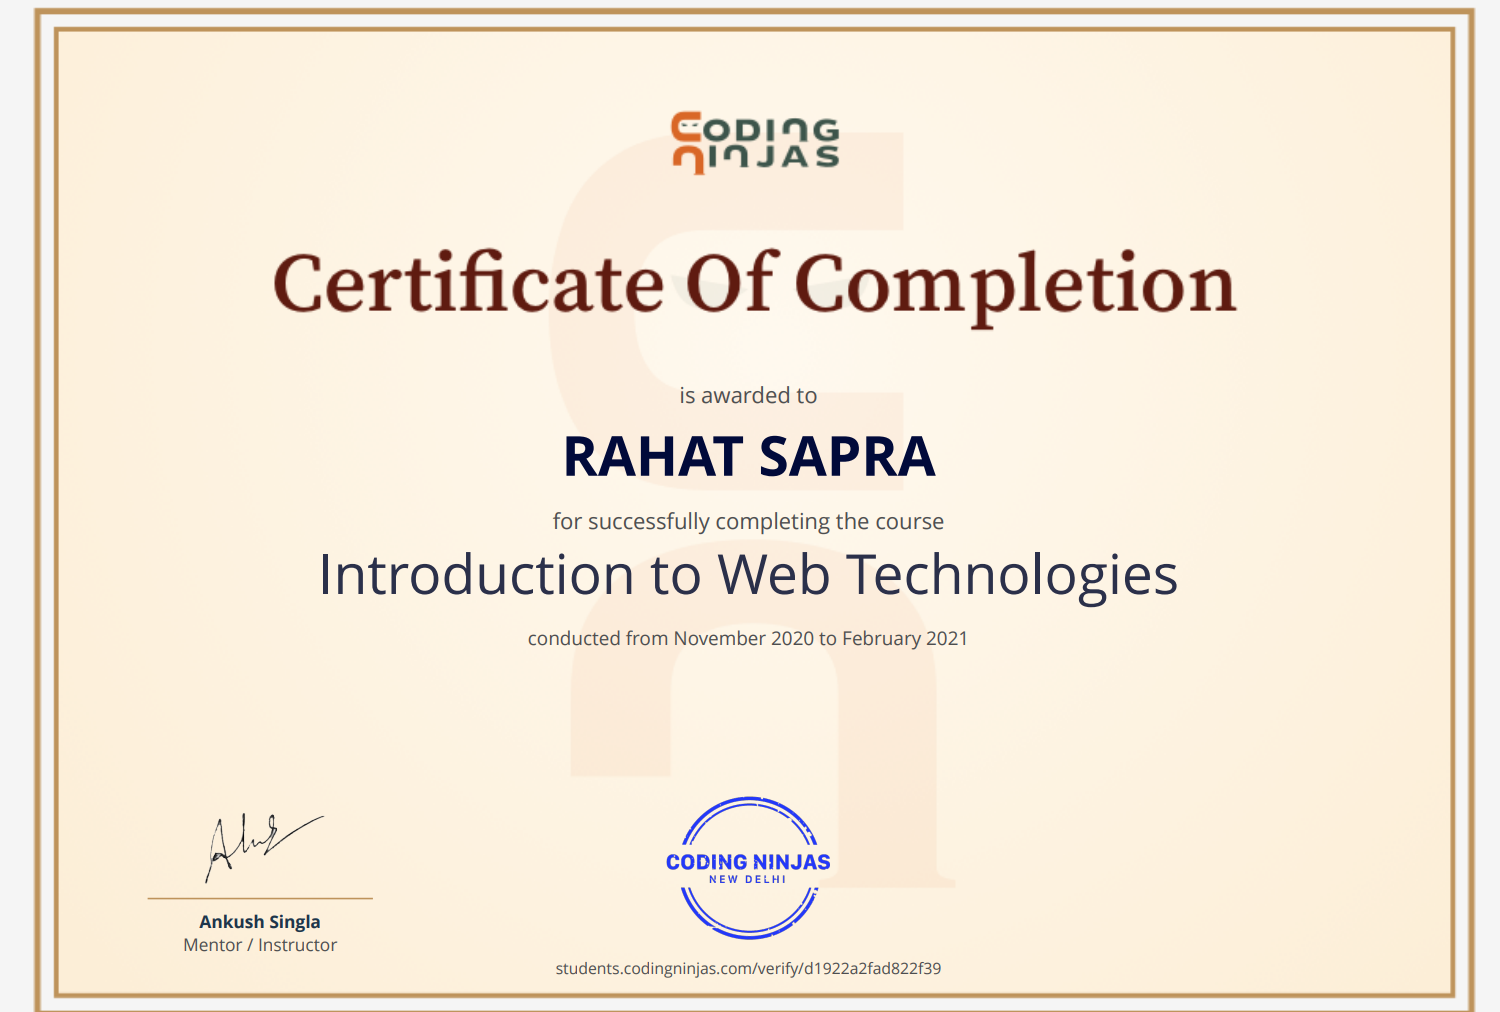 CODING
NINJAS
Certificate Of Completion
is awarded to
RAHAT SAPRA
for successfully completing the course
Introduction to Web Technologies
conducted from November 2020 to February 2021
CODING NINJAS
NEW DELHI
Ankush Singla
Mentor / Instructor
students.codingninjas.com/verify/d1922a2fad822f39